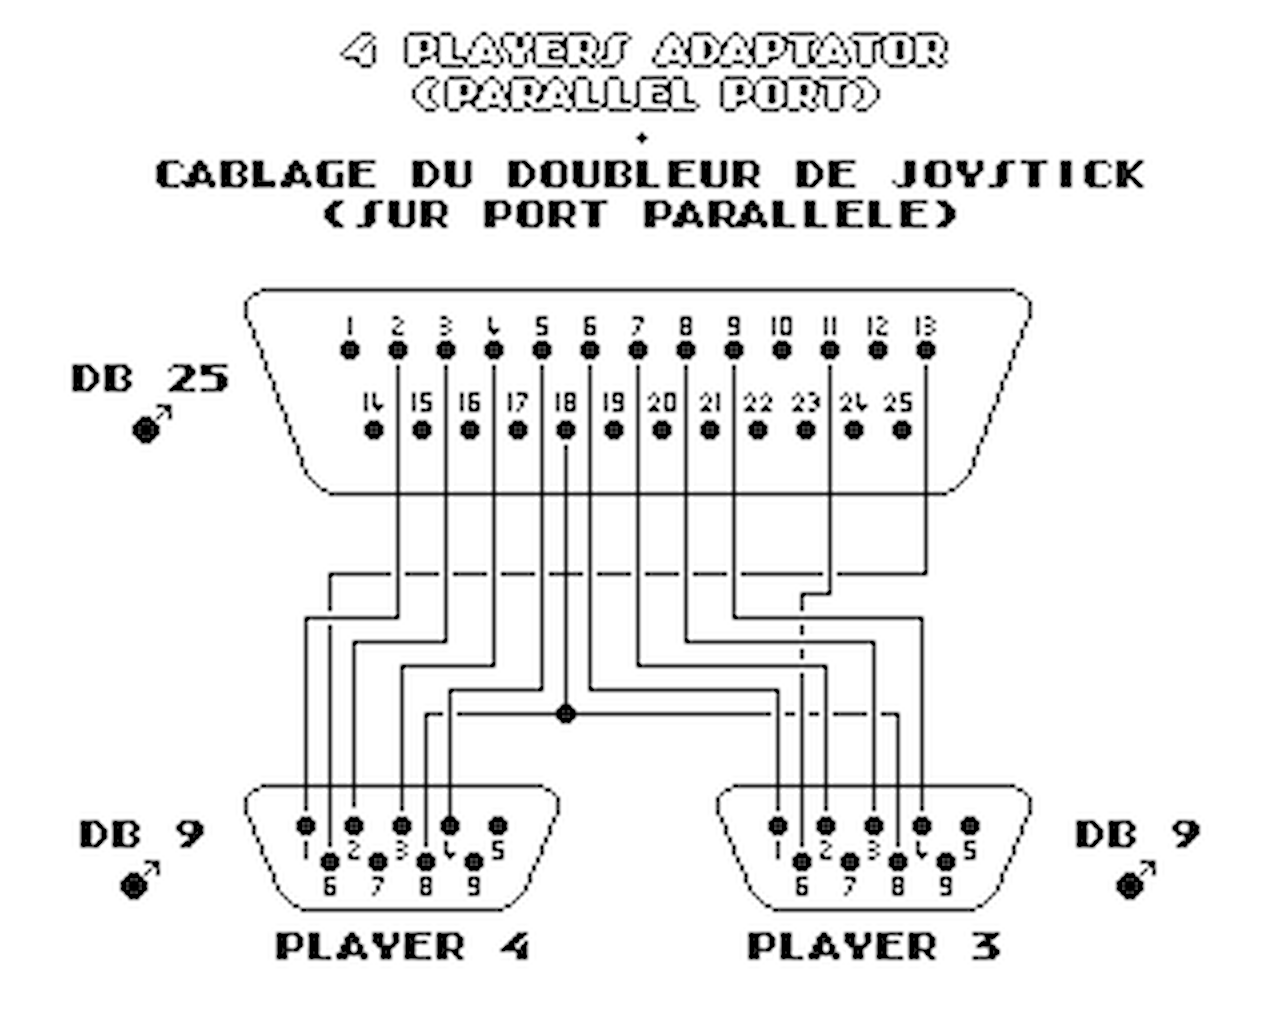 4 PLAYERS ADAPTATOR
(PARALLEL PORT)
CABLAGE DU DOUBLEUR DE JOYSTICK
(SUR PORT PARALLELE)
1 2 3 4 5 6 7 8 9 10 11 12 13
DB 25
14 15 16 17 18 19 20 21 22 23 24 25
DB 9
1 2 3 4 5
6 7 8 9
PLAYER 4
1 2 3 4 5
6 7 8 9
PLAYER 3
DB 9